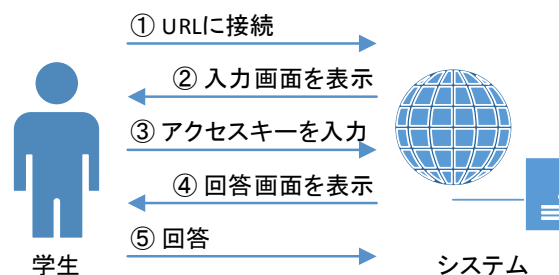 ① URLに接続
② 入力画面を表示
③ アクセスキーを入力
④ 回答画面を表示
⑤ 回答
学生
システム